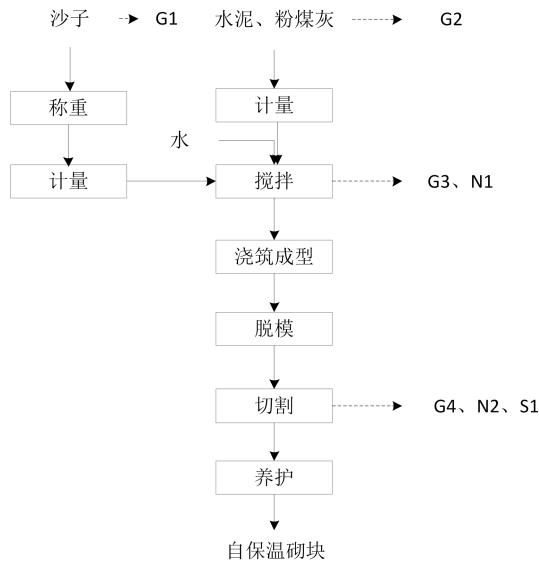 沙子 G1 水泥、粉煤灰 G2
称重 计量
水
计量 搅拌 G3、N1
浇筑成型
脱模
切割 G4、N2、S1
养护
自保温砌块